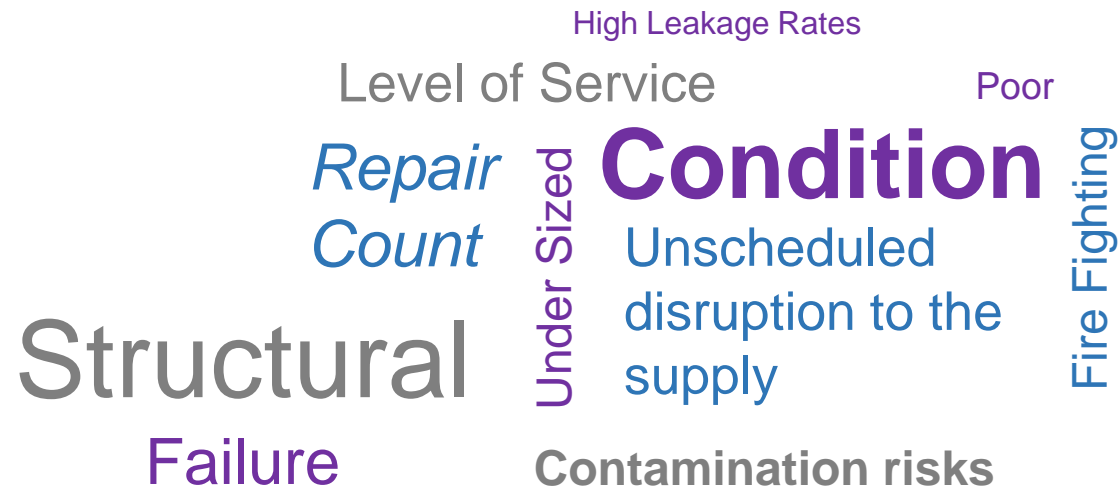 High Leakage Rates
Level of Service
Poor
Repair
Count
Under Sized
Condition
Fire Fighting
Unscheduled
disruption to the
supply
Structural
Failure
Contamination risks